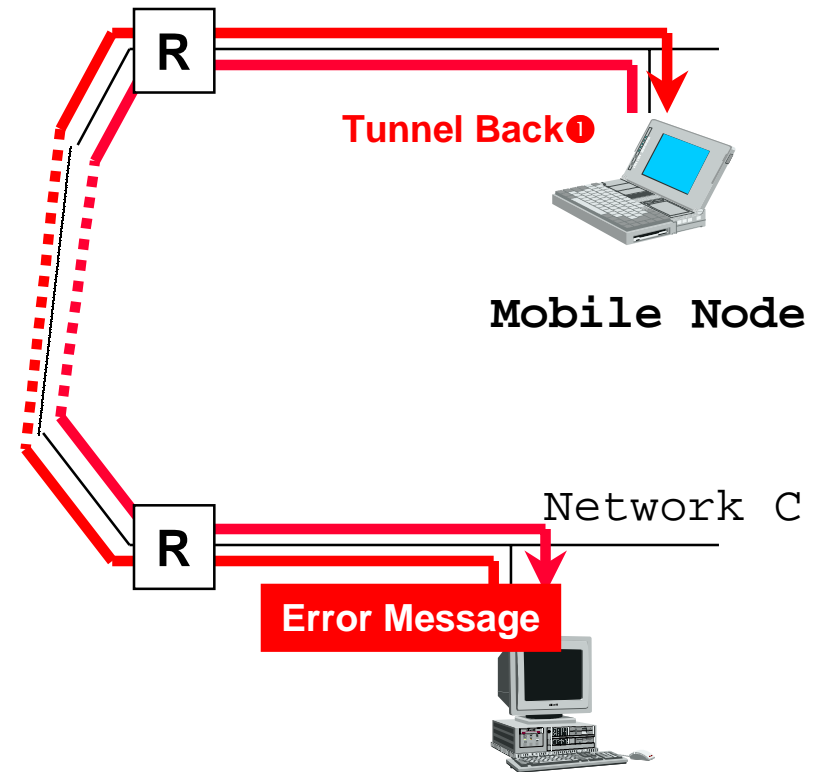 R
Tunnel Back❶
Mobile Node
Network C
R
Error Message